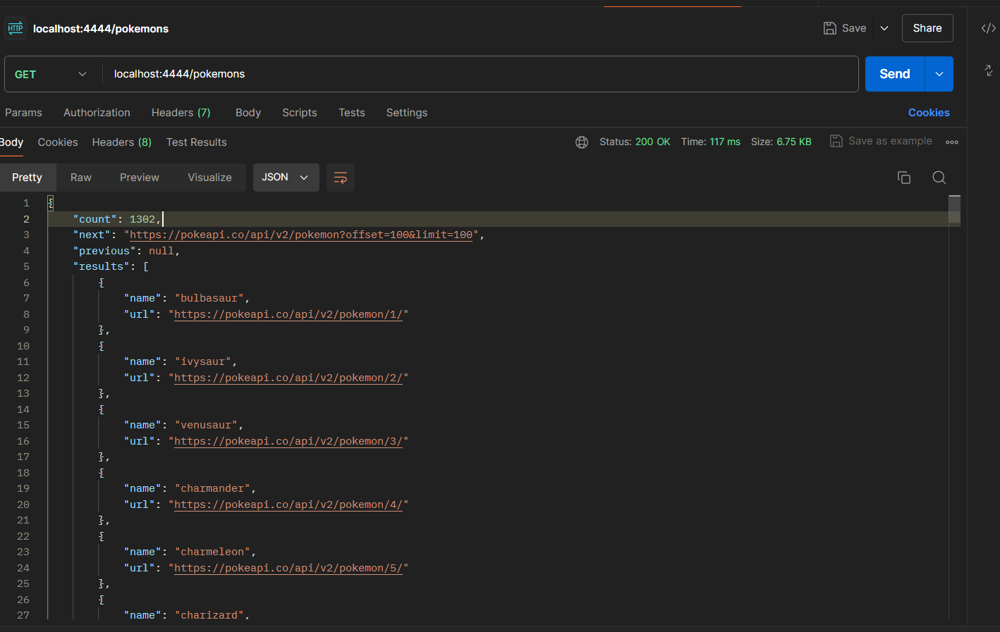 HTTP localhost:4444/pokemons Save Share </>
GET localhost:4444/pokemons Send
Params Authorization Headers (7) Body Scripts Tests Settings Cookies
Body Cookies Headers (8) Test Results Status: 200 OK Time: 117 ms Size: 6.75 KB Save as example
Pretty Raw Preview Visualize JSON
1 {
2 "count": 1302,
3 "next": "https://pokeapi.co/api/v2/pokemon?offset=100&limit=100",
4 "previous": null,
5 "results": [
6 {
7 "name": "bulbasaur",
8 "url": "https://pokeapi.co/api/v2/pokemon/1/"
9 },
10 {
11 "name": "ivysaur",
12 "url": "https://pokeapi.co/api/v2/pokemon/2/"
13 },
14 {
15 "name": "venusaur",
16 "url": "https://pokeapi.co/api/v2/pokemon/3/"
17 },
18 {
19 "name": "charmander",
20 "url": "https://pokeapi.co/api/v2/pokemon/4/"
21 },
22 {
23 "name": "charmeleon",
24 "url": "https://pokeapi.co/api/v2/pokemon/5/"
25 },
26 {
27 "name": "charizard",